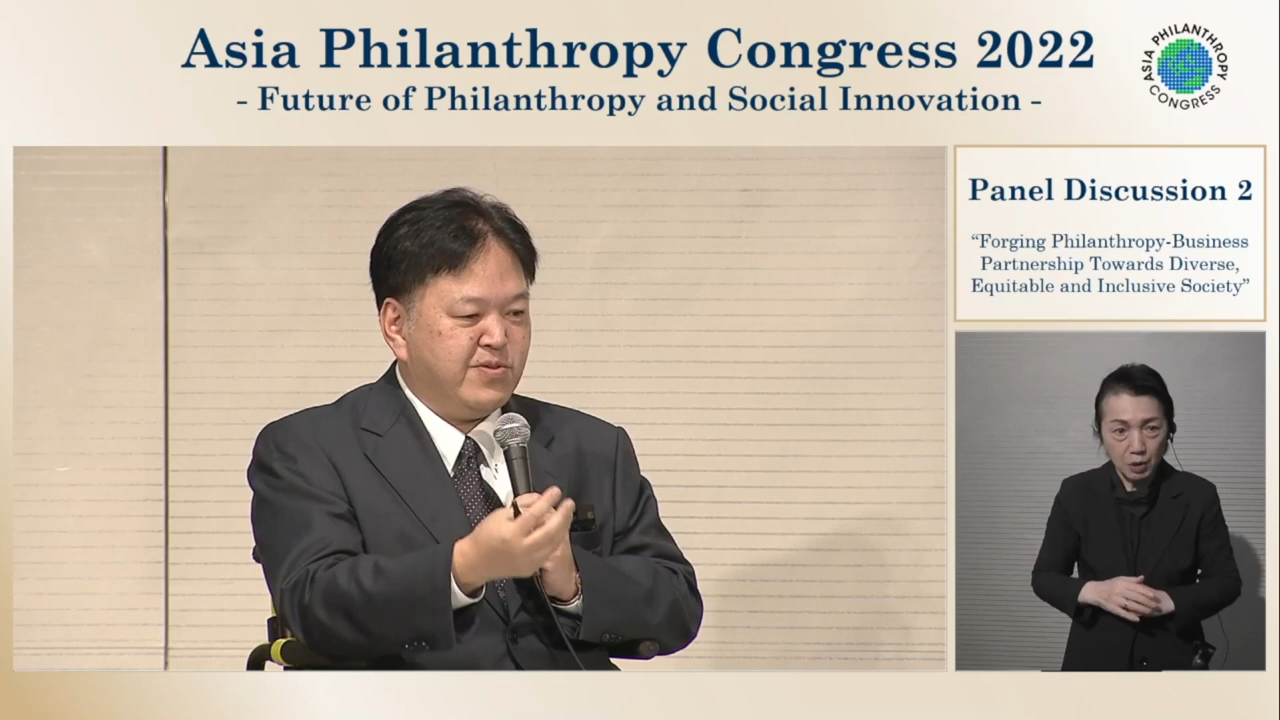 Asia Philanthropy Congress 2022
- Future of Philanthropy and Social Innovation -
ASIA PHILANTHROPY CONGRESS
Panel Discussion 2
“Forging Philanthropy-Business
Partnership Towards Diverse,
Equitable and Inclusive Society”